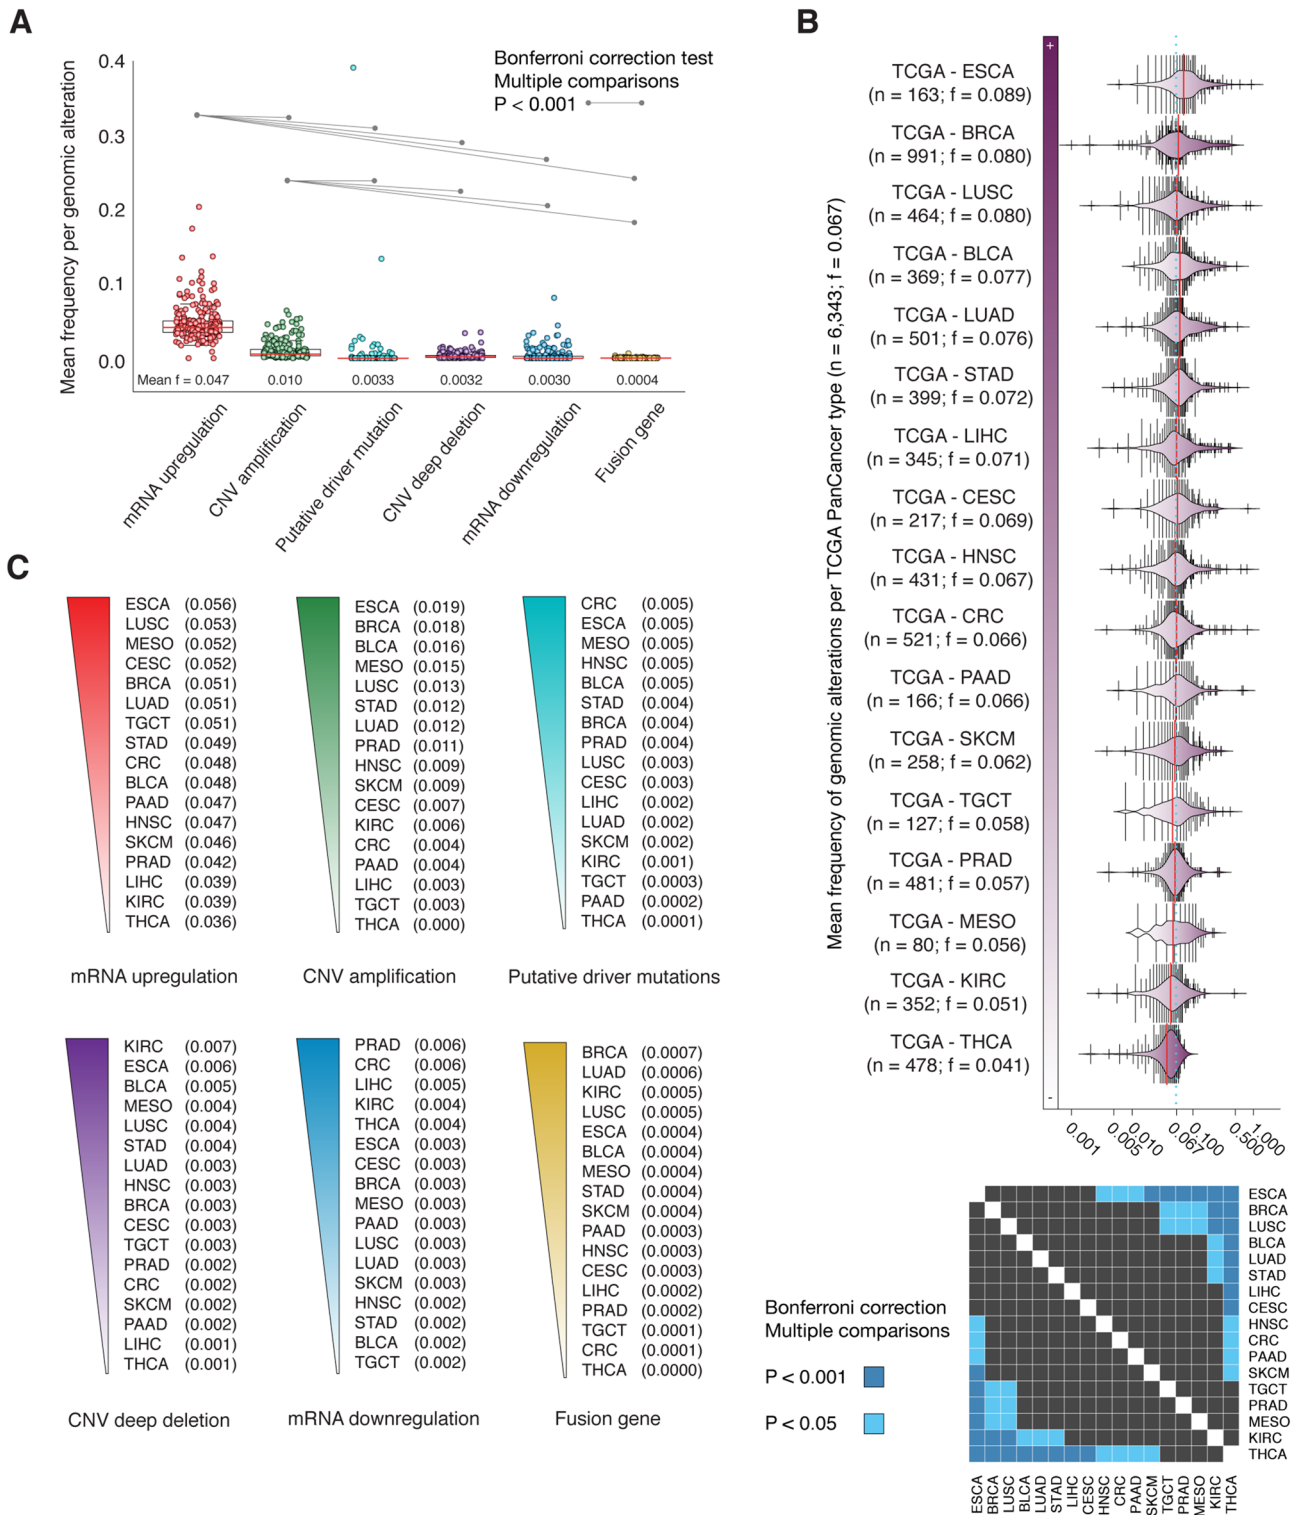 A
Bonferroni correction test
Multiple comparisons
P < 0.001
Mean frequency per genomic alteration
0.4
0.3
0.2
0.1
0.0
Mean f = 0.047 0.010 0.0033 0.0032 0.0030 0.0004
mRNA upregulation
CNV amplification
Putative driver mutation
CNV deep deletion
mRNA downregulation
Fusion gene
B
Mean frequency of genomic alterations per TCGA PanCancer type (n = 6,343; f = 0.067)
+
-
TCGA - ESCA
(n = 163; f = 0.089)
TCGA - BRCA
(n = 991; f = 0.080)
TCGA - LUSC
(n = 464; f = 0.080)
TCGA - BLCA
(n = 369; f = 0.077)
TCGA - LUAD
(n = 501; f = 0.076)
TCGA - STAD
(n = 399; f = 0.072)
TCGA - LIHC
(n = 345; f = 0.071)
TCGA - CESC
(n = 217; f = 0.069)
TCGA - HNSC
(n = 431; f = 0.067)
TCGA - CRC
(n = 521; f = 0.066)
TCGA - PAAD
(n = 166; f = 0.066)
TCGA - SKCM
(n = 258; f = 0.062)
TCGA - TGCT
(n = 127; f = 0.058)
TCGA - PRAD
(n = 481; f = 0.057)
TCGA - MESO
(n = 80; f = 0.056)
TCGA - KIRC
(n = 352; f = 0.051)
TCGA - THCA
(n = 478; f = 0.041)
0.001
0.005
0.010
0.067
0.100
0.500
1.000
Bonferroni correction
Multiple comparisons
P < 0.001
P < 0.05
ESCA
BRCA
LUSC
BLCA
LUAD
STAD
LIHC
CESC
HNSC
CRC
PAAD
SKCM
TGCT
PRAD
MESO
KIRC
THCA
ESCA
BRCA
LUSC
BLCA
LUAD
STAD
LIHC
CESC
HNSC
CRC
PAAD
SKCM
TGCT
PRAD
MESO
KIRC
THCA
C
ESCA (0.056)
LUSC (0.053)
MESO (0.052)
CESC (0.052)
BRCA (0.051)
LUAD (0.051)
TGCT (0.051)
STAD (0.049)
CRC (0.048)
BLCA (0.048)
PAAD (0.047)
HNSC (0.047)
SKCM (0.046)
PRAD (0.042)
LIHC (0.039)
KIRC (0.039)
THCA (0.036)
mRNA upregulation
ESCA (0.019)
BRCA (0.018)
BLCA (0.016)
MESO (0.015)
LUSC (0.013)
STAD (0.012)
LUAD (0.012)
PRAD (0.011)
HNSC (0.009)
SKCM (0.009)
CESC (0.007)
KIRC (0.006)
CRC (0.004)
PAAD (0.004)
LIHC (0.003)
TGCT (0.003)
THCA (0.000)
CNV amplification
CRC (0.005)
ESCA (0.005)
MESO (0.005)
HNSC (0.005)
BLCA (0.005)
STAD (0.004)
BRCA (0.004)
PRAD (0.004)
LUSC (0.003)
CESC (0.003)
LIHC (0.002)
LUAD (0.002)
SKCM (0.002)
KIRC (0.001)
TGCT (0.0003)
PAAD (0.0002)
THCA (0.0001)
Putative driver mutations
KIRC (0.007)
ESCA (0.006)
BLCA (0.005)
MESO (0.004)
LUSC (0.004)
STAD (0.004)
LUAD (0.003)
HNSC (0.003)
BRCA (0.003)
CESC (0.003)
TGCT (0.003)
PRAD (0.002)
CRC (0.002)
SKCM (0.002)
PAAD (0.002)
LIHC (0.001)
THCA (0.001)
CNV deep deletion
PRAD (0.006)
CRC (0.006)
LIHC (0.005)
KIRC (0.004)
THCA (0.004)
ESCA (0.003)
CESC (0.003)
BRCA (0.003)
MESO (0.003)
PAAD (0.003)
LUSC (0.003)
LUAD (0.003)
SKCM (0.003)
HNSC (0.002)
STAD (0.002)
BLCA (0.002)
TGCT (0.002)
mRNA downregulation
BRCA (0.0007)
LUAD (0.0006)
KIRC (0.0005)
LUSC (0.0005)
ESCA (0.0004)
BLCA (0.0004)
MESO (0.0004)
STAD (0.0004)
SKCM (0.0004)
PAAD (0.0003)
HNSC (0.0003)
CESC (0.0003)
LIHC (0.0002)
PRAD (0.0002)
TGCT (0.0001)
CRC (0.0001)
THCA (0.0000)
Fusion gene